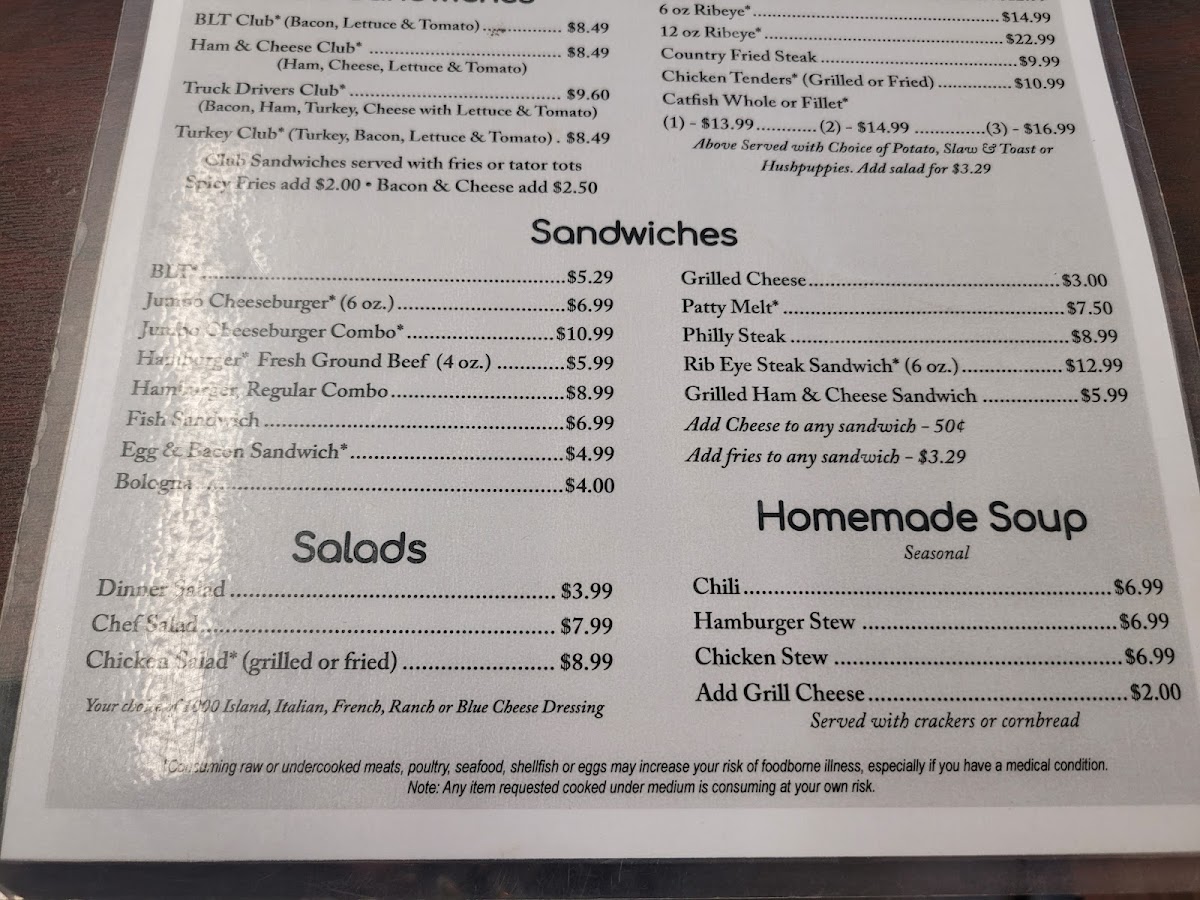 BLT Club* (Bacon, Lettuce & Tomato) .............. $8.49
Ham & Cheese Club* .............. $8.49
(Ham, Cheese, Lettuce & Tomato)
Truck Drivers Club* .............. $9.60
(Bacon, Ham, Turkey, Cheese with Lettuce & Tomato)
Turkey Club* (Turkey, Bacon, Lettuce & Tomato) . $8.49
Club Sandwiches served with fries or tator tots
Spicy Fries add $2.00 • Bacon & Cheese add $2.50
6 oz Ribeye* .............. $14.99
12 oz Ribeye* .............. $22.99
Country Fried Steak .............. $9.99
Chicken Tenders* (Grilled or Fried) .............. $10.99
Catfish Whole or Fillet*
(1) - $13.99............ (2) - $14.99 .............(3) - $16.99
Above Served with Choice of Potato, Slaw & Toast or
Hushpuppies. Add salad for $3.29
Sandwiches
BLT* .............. $5.29
Jumbo Cheeseburger* (6 oz.) .............. $6.99
Jumbo Cheeseburger Combo* .............. $10.99
Hamburger* Fresh Ground Beef (4 oz.) ............ $5.99
Hamburger, Regular Combo .............. $8.99
Fish Sandwich .............. $6.99
Egg & Bacon Sandwich* .............. $4.99
Bologna .............. $4.00
Grilled Cheese .............. $3.00
Patty Melt* .............. $7.50
Philly Steak .............. $8.99
Rib Eye Steak Sandwich* (6 oz.) .............. $12.99
Grilled Ham & Cheese Sandwich .............. $5.99
Add Cheese to any sandwich – 50¢
Add fries to any sandwich – $3.29
Salads
Dinner Salad .............. $3.99
Chef Salad .............. $7.99
Chicken Salad* (grilled or fried) .............. $8.99
Your choice of 1000 Island, Italian, French, Ranch or Blue Cheese Dressing
Homemade Soup
Seasonal
Chili .............. $6.99
Hamburger Stew .............. $6.99
Chicken Stew .............. $6.99
Add Grill Cheese .............. $2.00
Served with crackers or cornbread
*Consuming raw or undercooked meats, poultry, seafood, shellfish or eggs may increase your risk of foodborne illness, especially if you have a medical condition.
Note: Any item requested cooked under medium is consuming at your own risk.